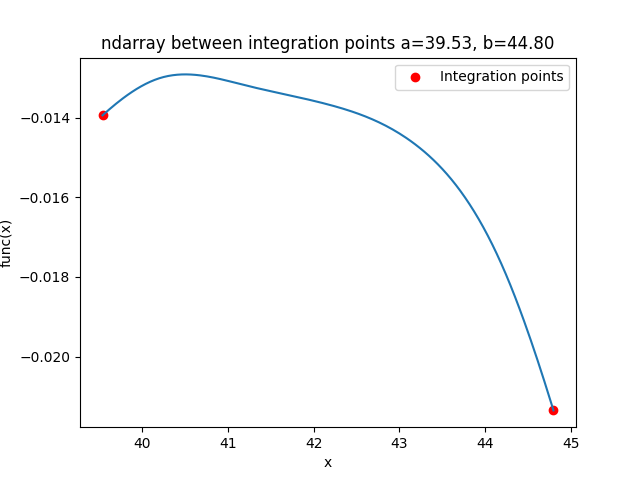 ndarray between integration points a=39.53, b=44.80
Integration points
−0.014
−0.016
−0.018
−0.020
func(x)
40 41 42 43 44 45
x